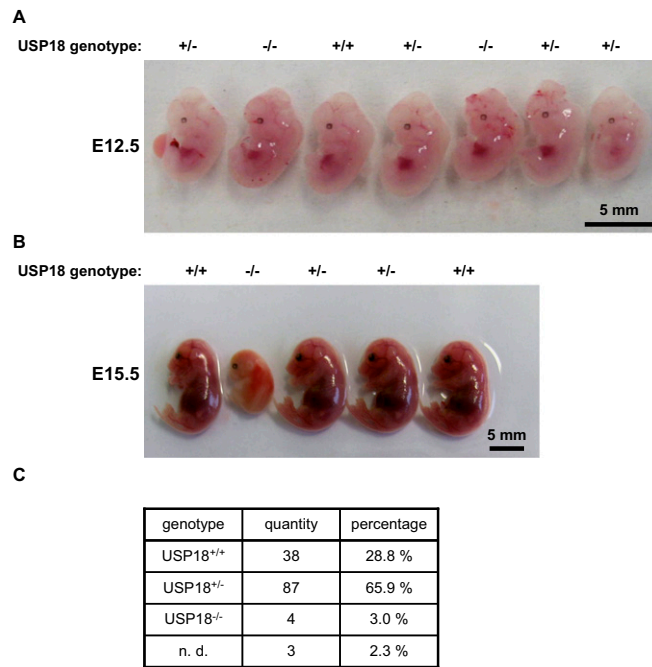 A
USP18 genotype: +/- -/- +/+ +/- -/- +/- +/-
E12.5
5 mm
B
USP18 genotype: +/+ -/- +/- +/- +/+
E15.5
5 mm
C
genotype quantity percentage
USP18+/+ 38 28.8 %
USP18+/- 87 65.9 %
USP18-/- 4 3.0 %
n. d. 3 2.3 %